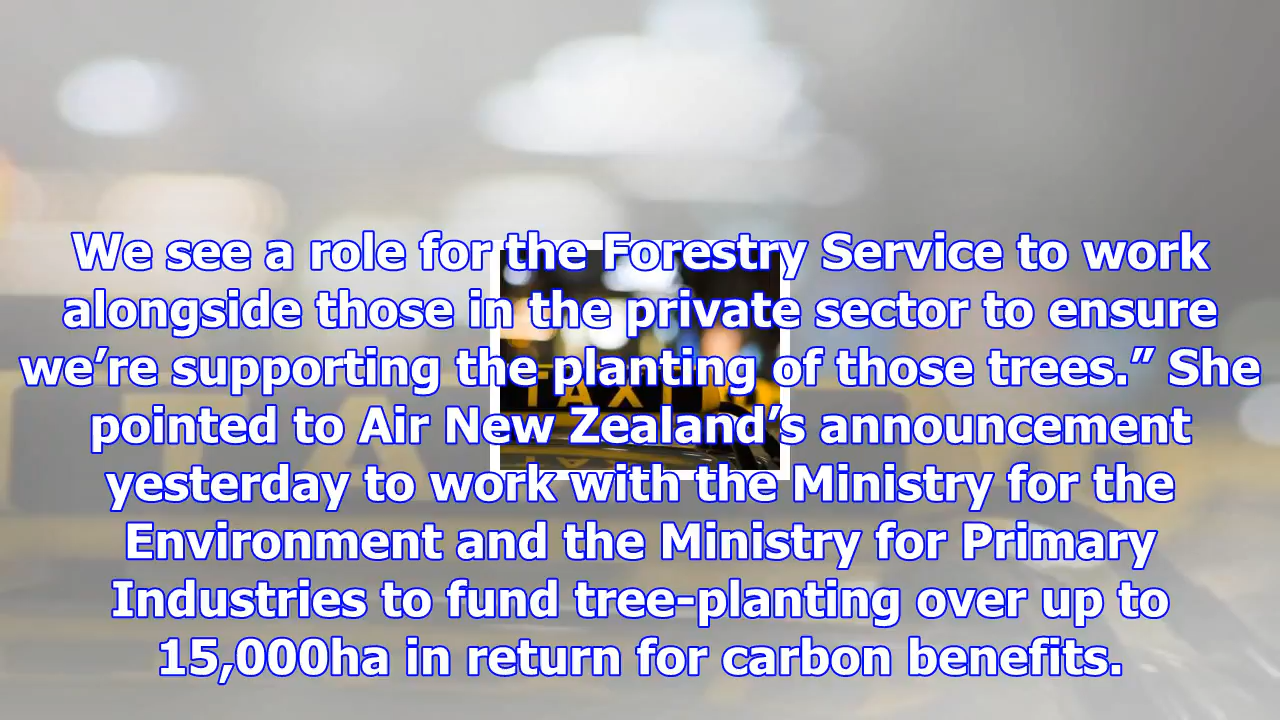 We see a role for the Forestry Service to work
alongside those in the private sector to ensure
we’re supporting the planting of those trees.” She
pointed to Air New Zealand’s announcement
yesterday to work with the Ministry for the
Environment and the Ministry for Primary
Industries to fund tree-planting over up to
15,000ha in return for carbon benefits.
TAXI